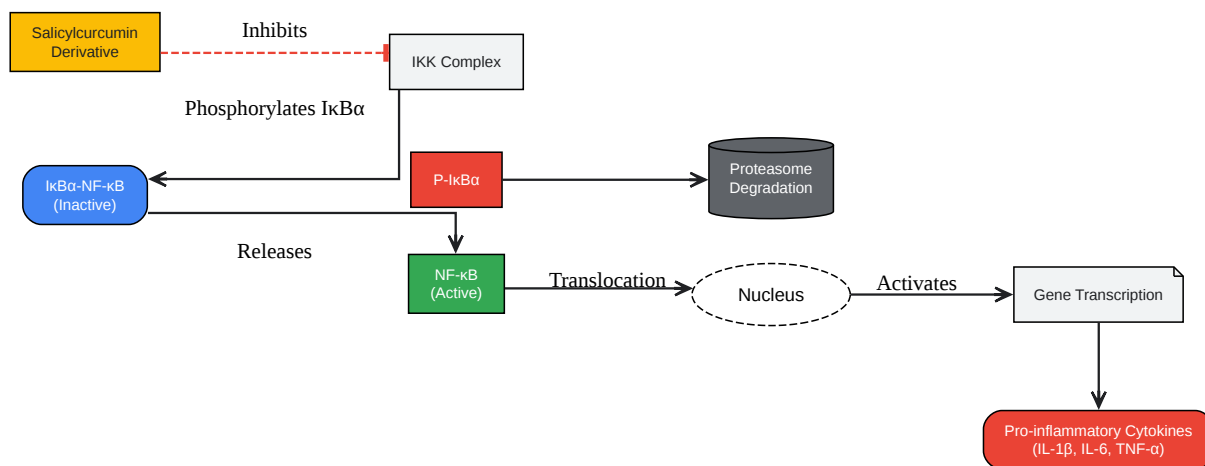 Salicylcurcumin
Derivative
Inhibits
IKK Complex
Phosphorylates IκBα
IκBα-NF-κB
(Inactive)
P-IκBα
Proteasome
Degradation
Releases
NF-κB
(Active)
Translocation
Nucleus
Activates
Gene Transcription
Pro-inflammatory Cytokines
(IL-1β, IL-6, TNF-α)